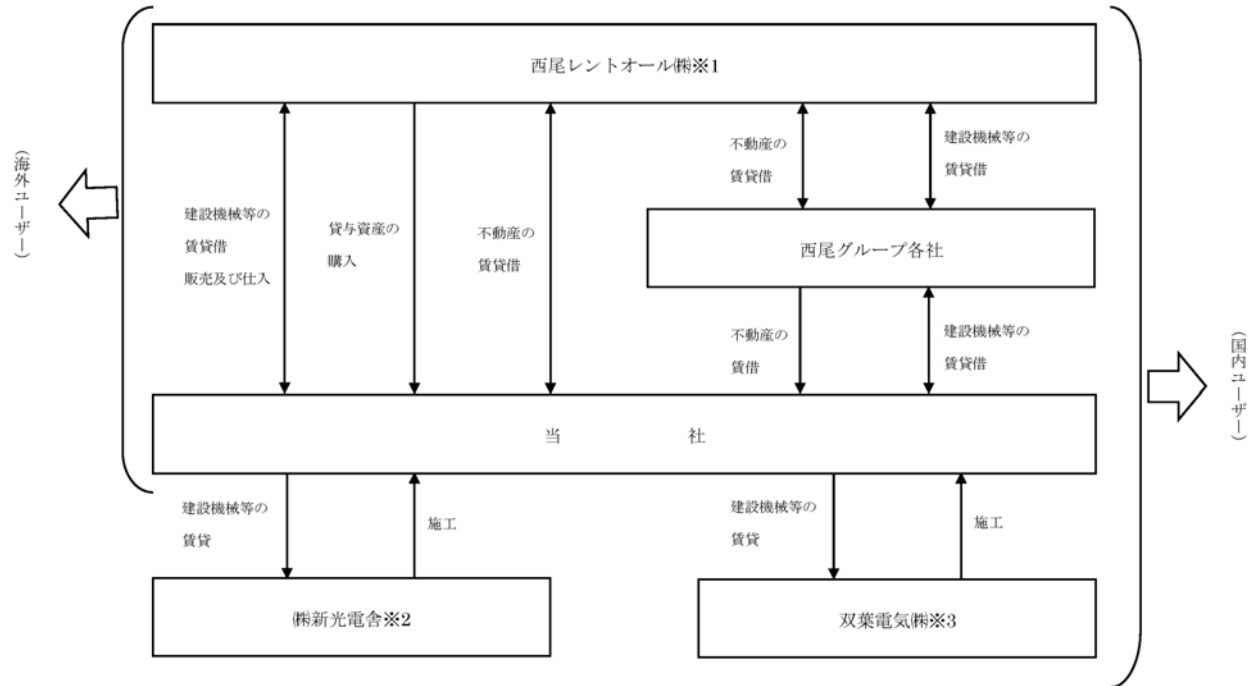 西尾レントオール㈱※1
(海外ユーザー)
建設機械等の
賃貸借
販売及び仕入
貸与資産の
購入
不動産の
賃貸借
不動産の
賃貸借
建設機械等の
賃貸借
西尾グループ各社
不動産の
賃借
建設機械等の
賃貸借
(国内ユーザー)
当 社
建設機械等の
賃貸
施工
建設機械等の
賃貸
施工
㈱新光電舎※2
双葉電気㈱※3